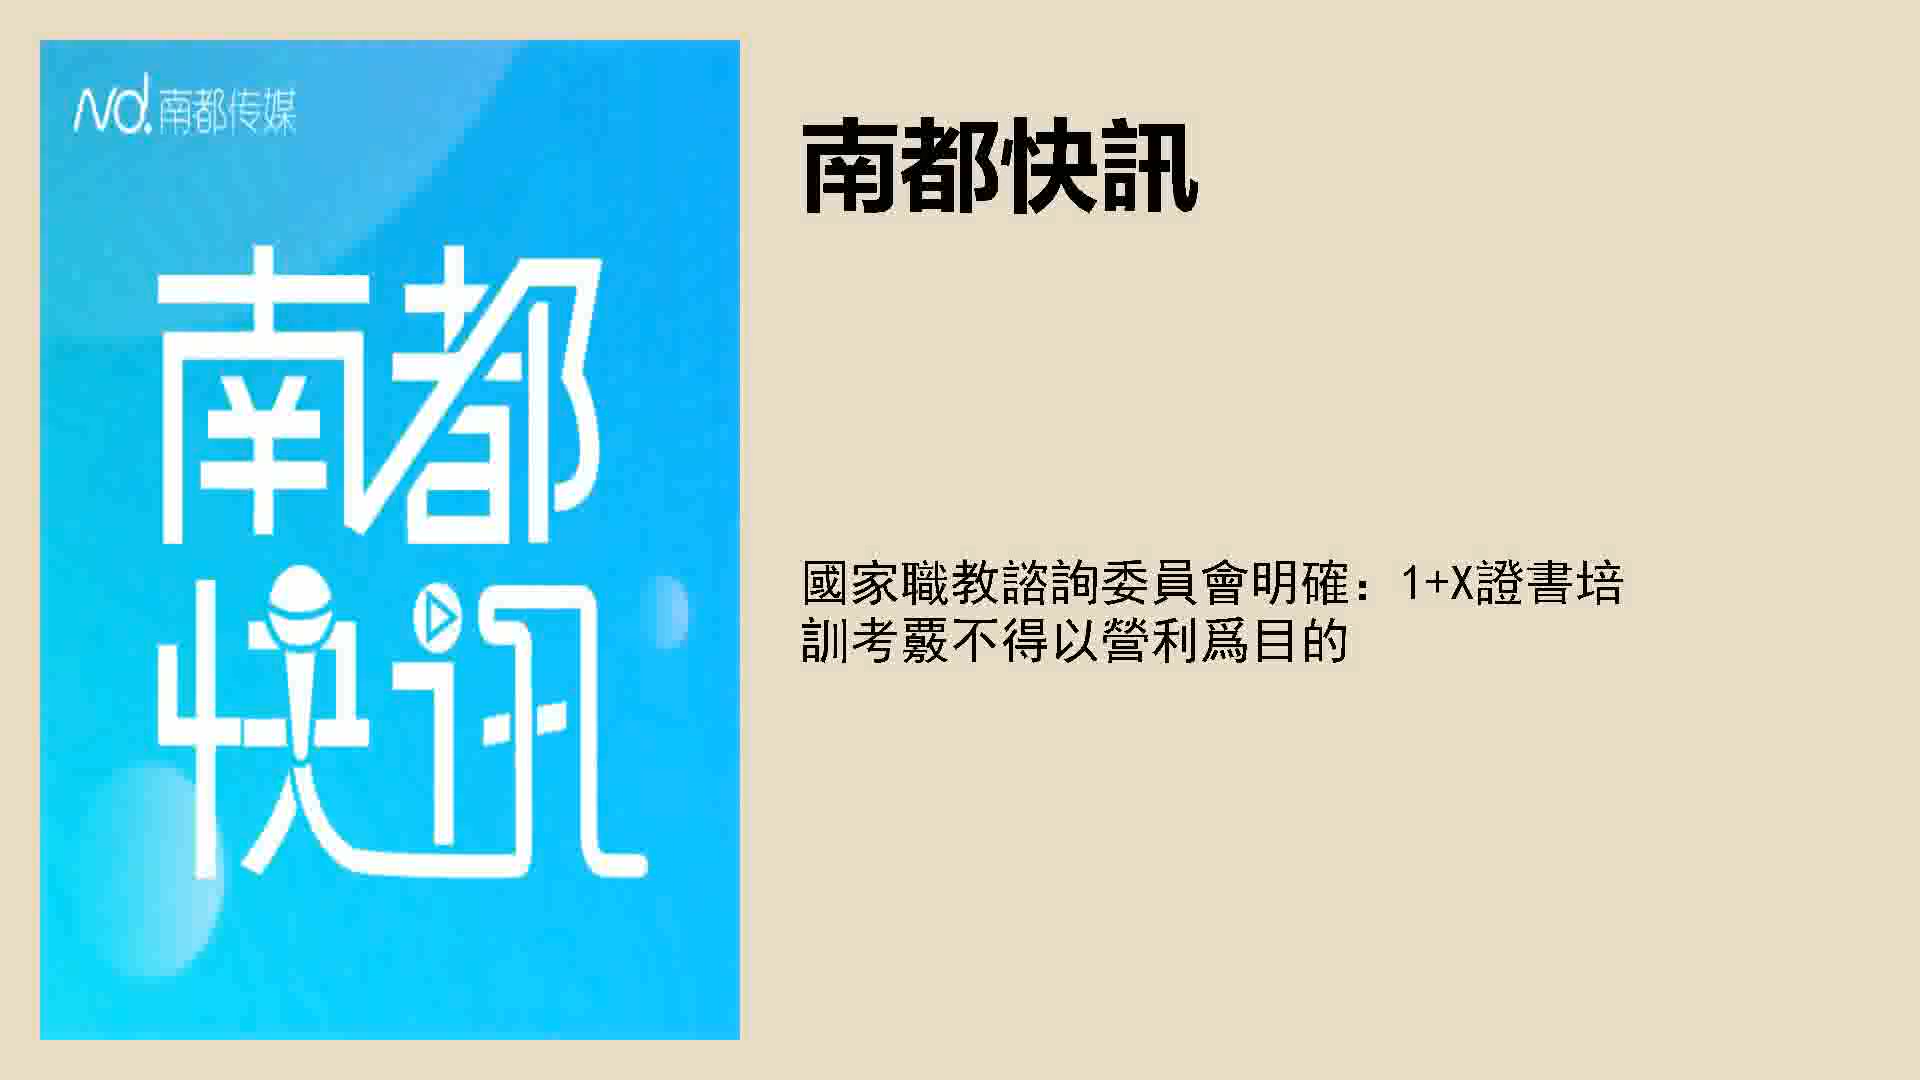 Nd.南都传媒
南都
快讯
南都快訊
國家職教諮詢委員會明確：1+X證書培
訓考覈不得以營利爲目的